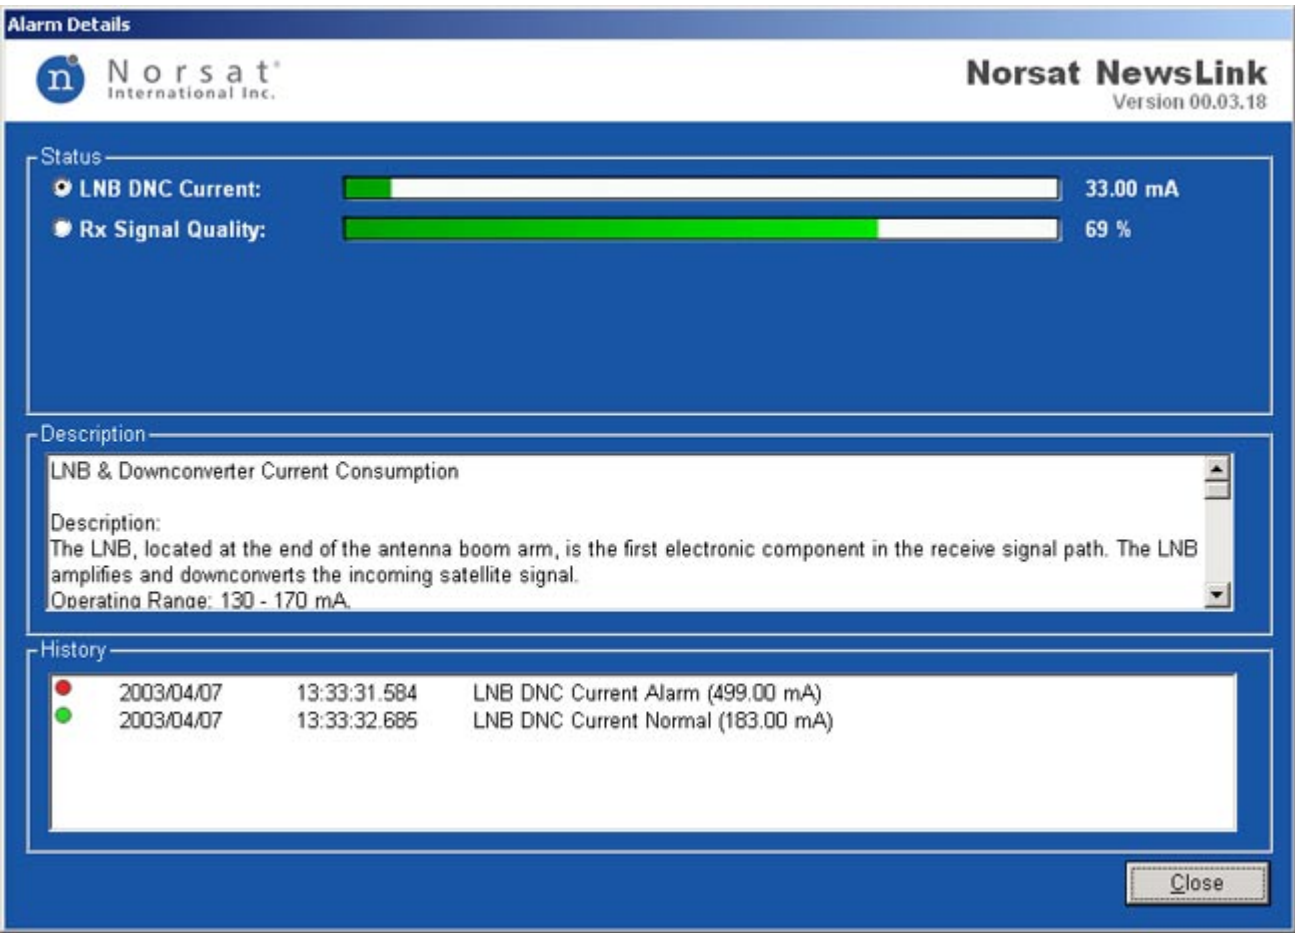 Alarm Details
n Norsat
International Inc.
Norsat NewsLink
Version 00.03.18
Status
LNB DNC Current: 33.00 mA
Rx Signal Quality: 69 %
Description
LNB & Downconverter Current Consumption
Description:
The LNB, located at the end of the antenna boom arm, is the first electronic component in the receive signal path. The LNB
amplifies and downconverts the incoming satellite signal.
Operating Range: 130 - 170 mA.
History
2003/04/07 13:33:31.584 LNB DNC Current Alarm (499.00 mA)
2003/04/07 13:33:32.685 LNB DNC Current Normal (183.00 mA)
Close